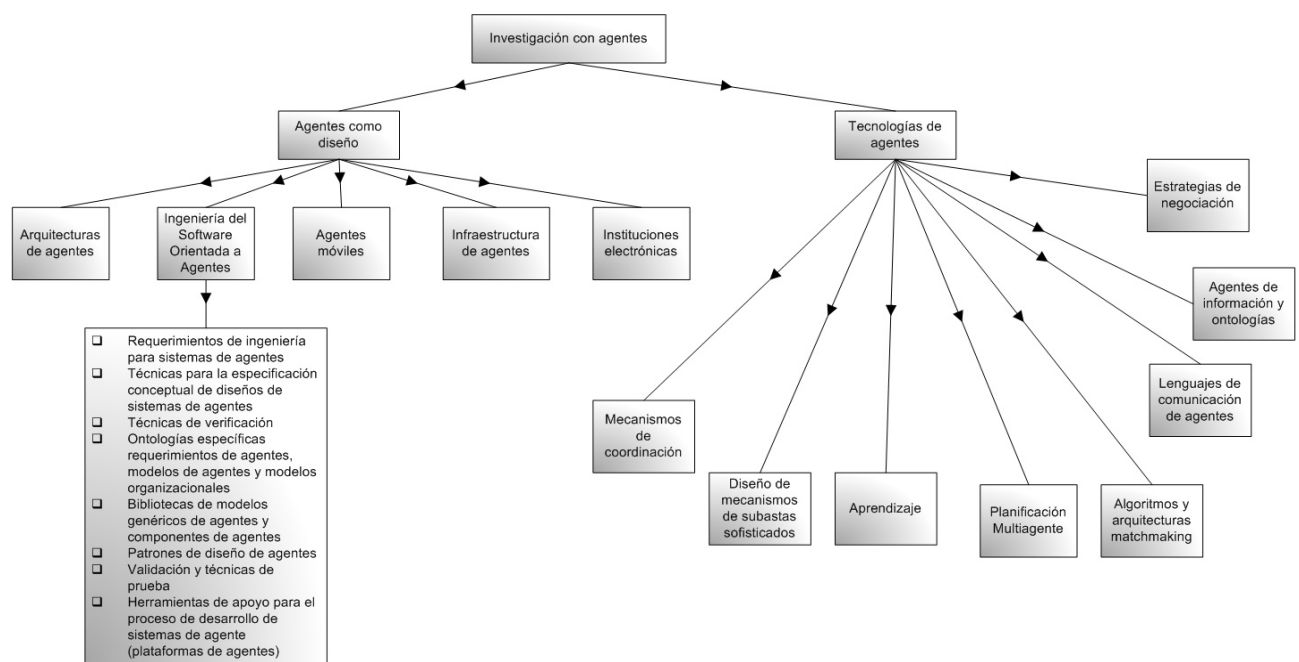 Investigación con agentes
Agentes como
diseño
Tecnologías de
agentes
Arquitecturas
de agentes
Ingeniería del
Software
Orientada a
Agentes
Agentes
móviles
Infraestructura
de agentes
Instituciones
electrónicas
Estrategias de
negociación
Agentes de
información y
ontologías
Lenguajes de
comunicación
de agentes
Mecanismos
de
coordinación
Diseño de
mecanismos
de subastas
sofisticados
Aprendizaje
Planificación
Multiagente
Algoritmos y
arquitecturas
matchmaking
Requerimientos de ingeniería
para sistemas de agentes
Técnicas para la especificación
conceptual de diseños de
sistemas de agentes
Técnicas de verificación
Ontologías específicas
requerimientos de agentes,
modelos de agentes y modelos
organizacionales
Bibliotecas de modelos
genéricos de agentes y
componentes de agentes
Patrones de diseño de agentes
Validación y técnicas de
prueba
Herramientas de apoyo para el
proceso de desarrollo de
sistemas de agente
(plataformas de agentes)